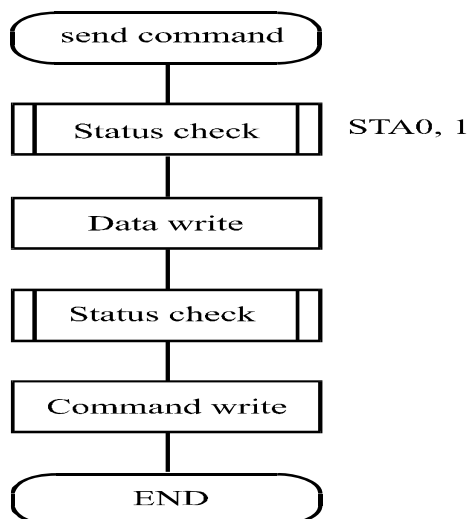 send command
Status check STA0, 1
Data write
Status check
Command write
END